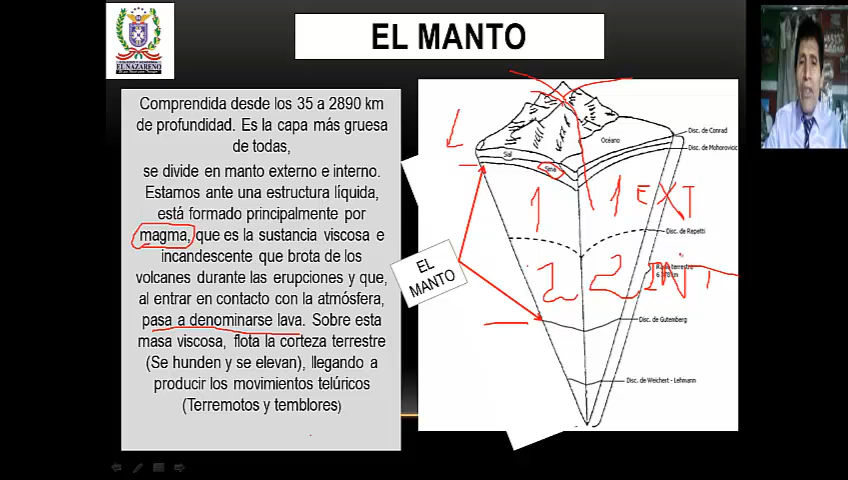 EL NAZARENO
EL MANTO
Comprendida desde los 35 a 2890 km
de profundidad. Es la capa más gruesa
de todas,
se divide en manto externo e interno.
Estamos ante una estructura líquida,
está formado principalmente por
magma, que es la sustancia viscosa e
incandescente que brota de los
volcanes durante las erupciones y que,
al entrar en contacto con la atmósfera,
pasa a denominarse lava. Sobre esta
masa viscosa, flota la corteza terrestre
(Se hunden y se elevan), llegando a
producir los movimientos telúricos
(Terremotos y temblores)
EL
MANTO
Océano
Sial
Sima
Disc. de Conrad
Disc. de Mohorovicic
1 1 EXT
Disc. de Repetti
2 2 INT
Disc. de Gutemberg
Disc. de Weichert - Lehmann